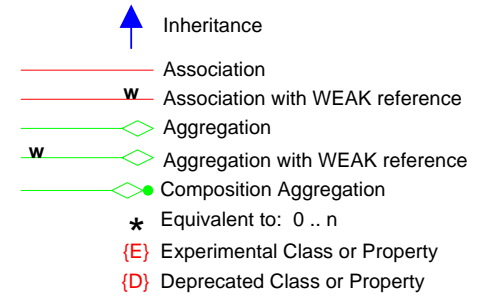 Inheritance
Association
w Association with WEAK reference
Aggregation
w Aggregation with WEAK reference
Composition Aggregation
* Equivalent to: 0 .. n
{E} Experimental Class or Property
{D} Deprecated Class or Property